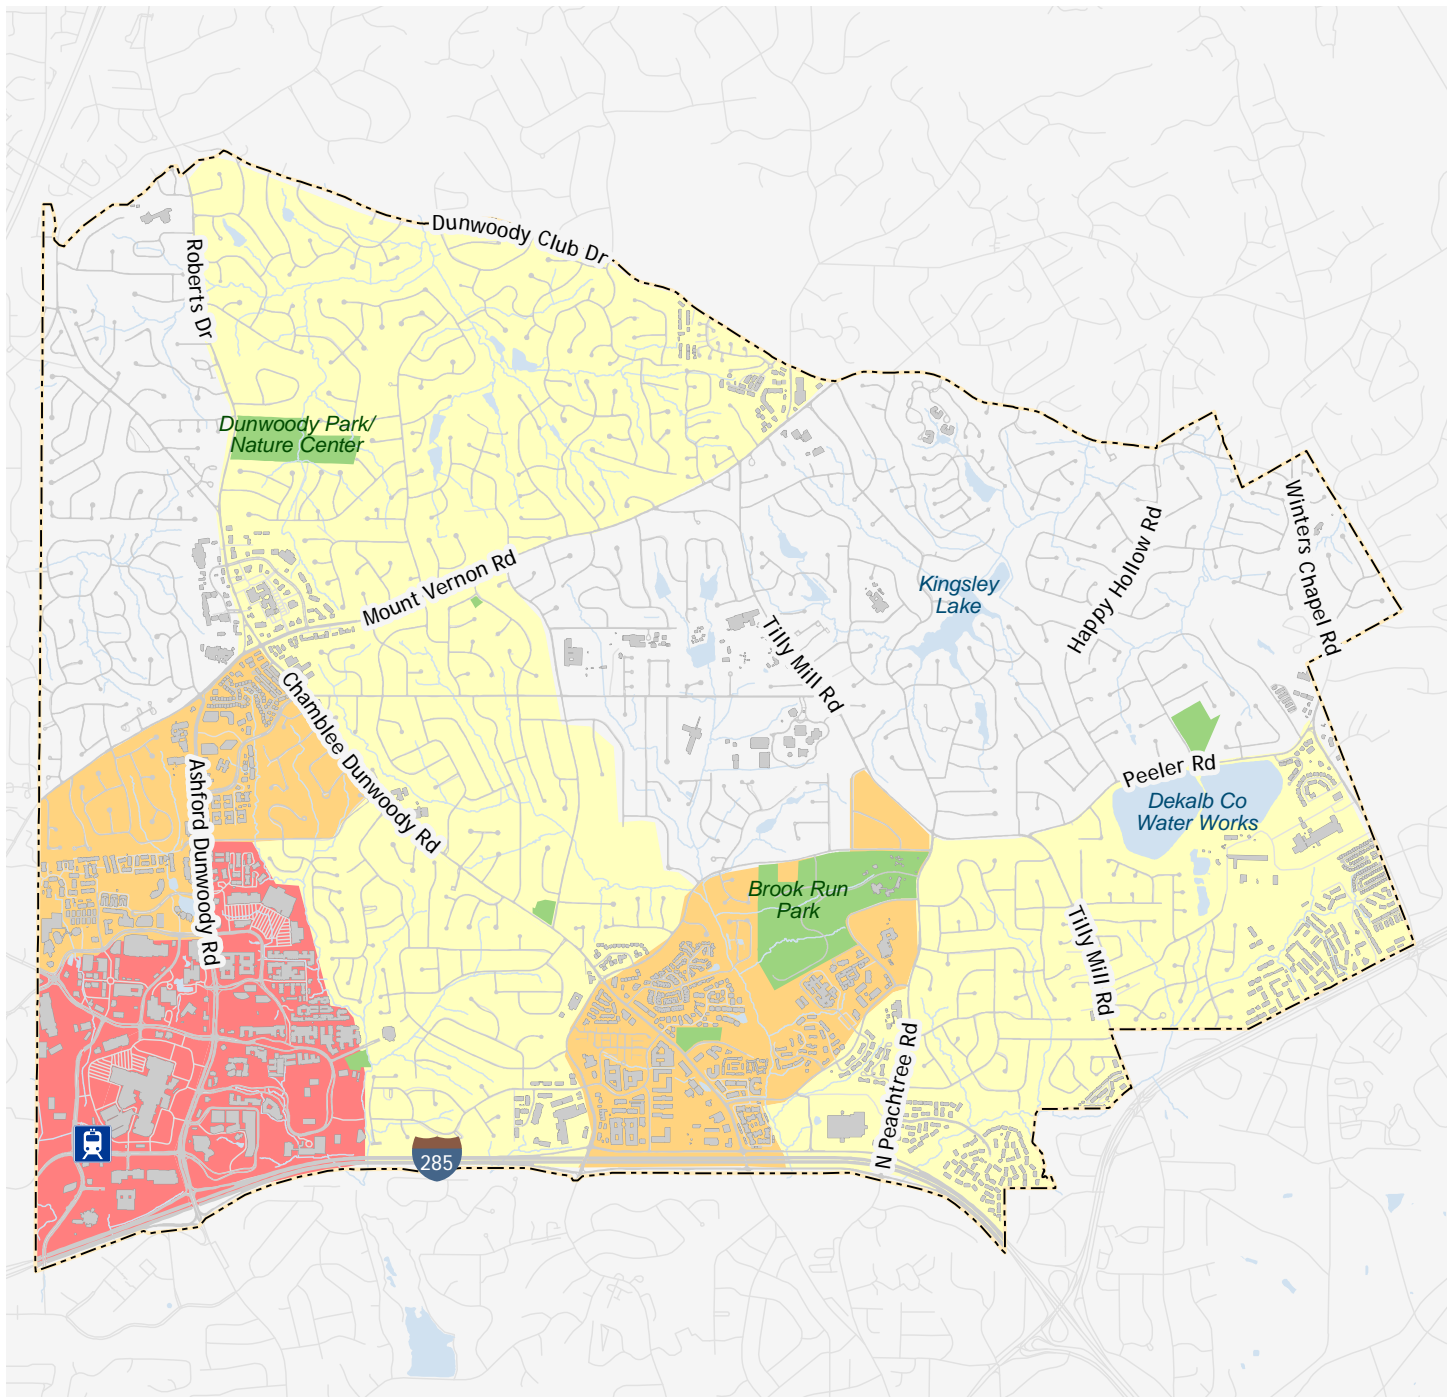 Dunwoody Club Dr
Roberts Dr
Dunwoody Park/
Nature Center
Winters Chapel Rd
Happy Hollow Rd
Mount Vernon Rd
Kingsley
Lake
Tilly Mill Rd
Chamblee Dunwoody Rd
Peeler Rd
Ashford Dunwoody Rd
Dekalb Co
Water Works
Brook Run
Park
Tilly Mill Rd
N Peachtree Rd
285